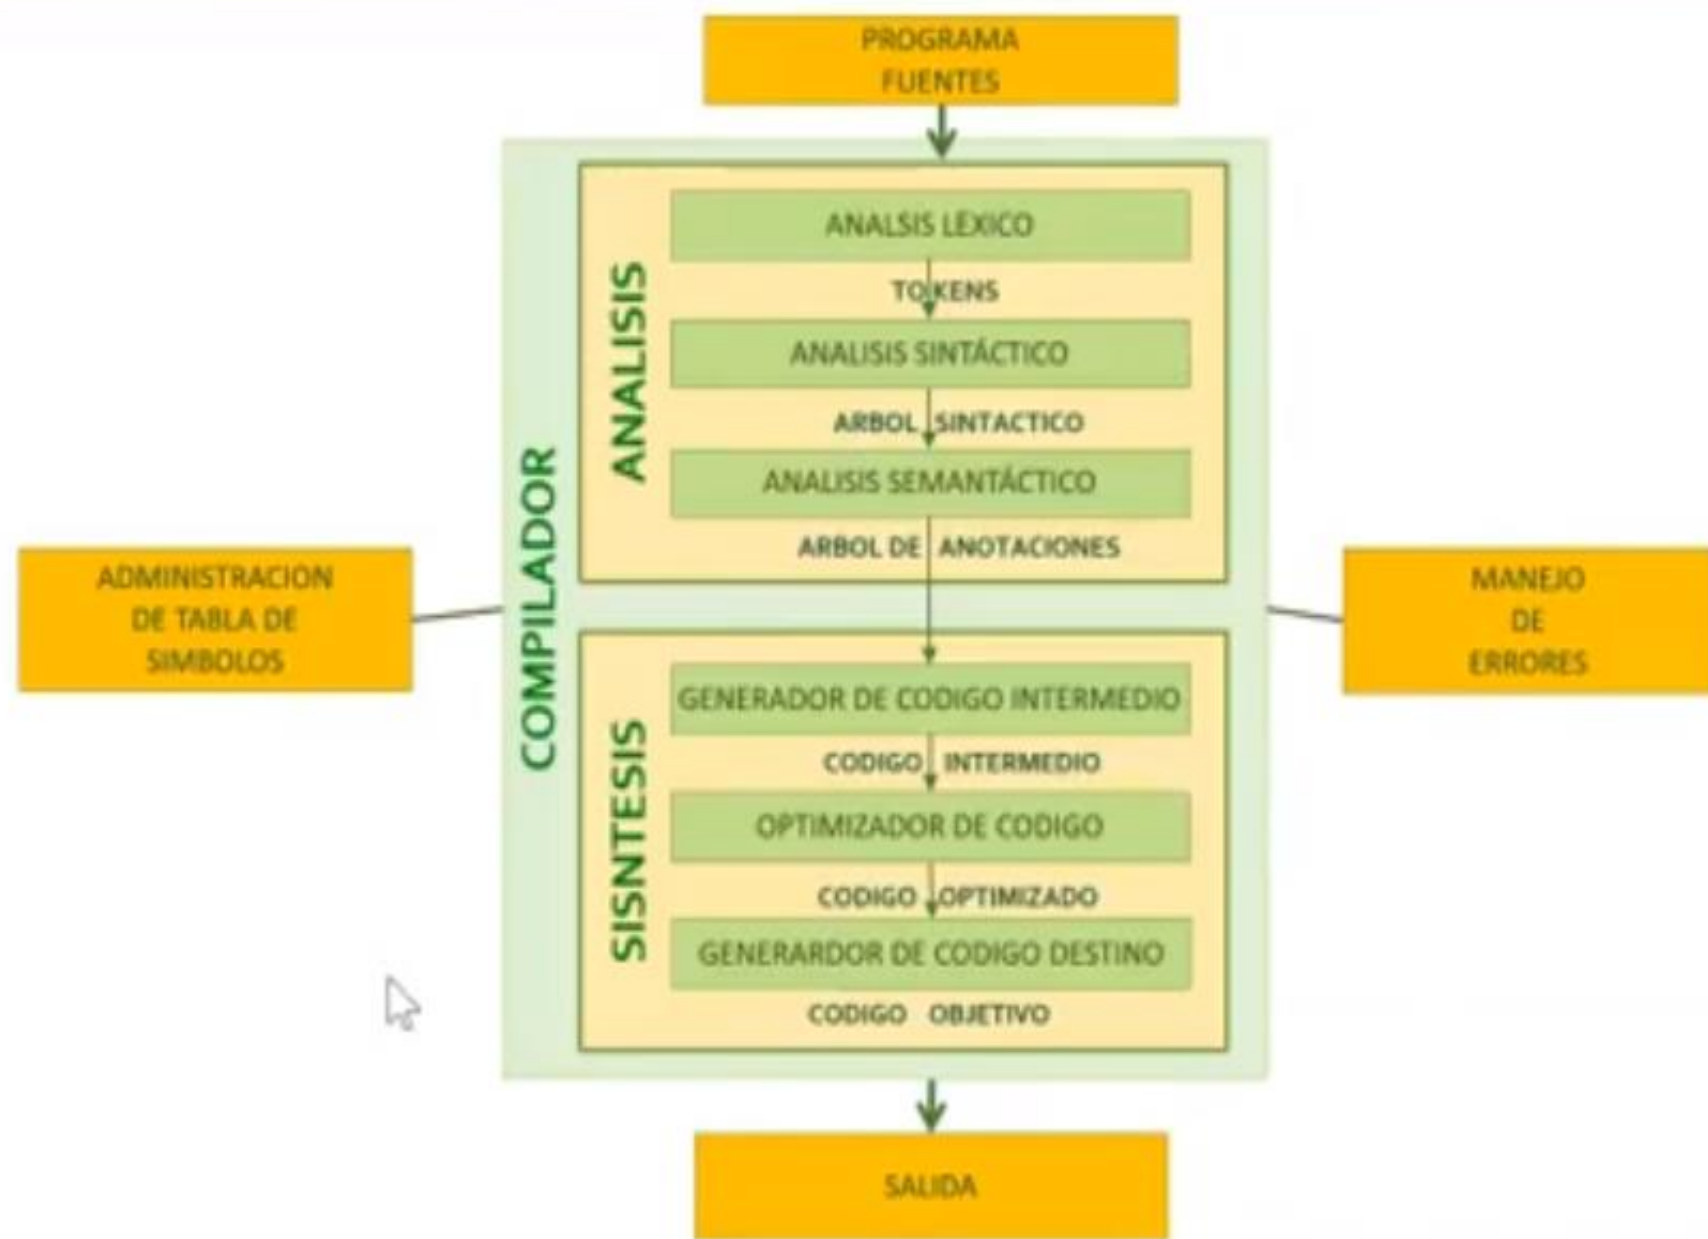 PROGRAMA
FUENTES
COMPILADOR
ANALISIS
ANALSIS LÉXICO
TOKENS
ANALISIS SINTÁCTICO
ARBOL SINTACTICO
ANALISIS SEMANTÁCTICO
ARBOL DE ANOTACIONES
ADMINISTRACION
DE TABLA DE
SIMBOLOS
MANEJO
DE
ERRORES
SISNTESIS
GENERADOR DE CODIGO INTERMEDIO
CODIGO INTERMEDIO
OPTIMIZADOR DE CODIGO
CODIGO OPTIMIZADO
GENERARDOR DE CODIGO DESTINO
CODIGO OBJETIVO
SALIDA